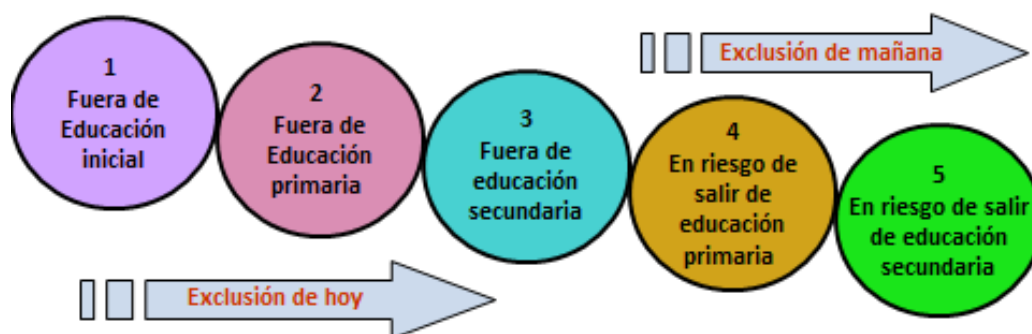 1
Fuera de
Educación
inicial
2
Fuera de
Educación
primaria
3
Fuera de
educación
secundaria
Exclusión de mañana
4
En riesgo de
salir de
educación
primaria
5
En riesgo de salir
de educación
secundaria
Exclusión de hoy